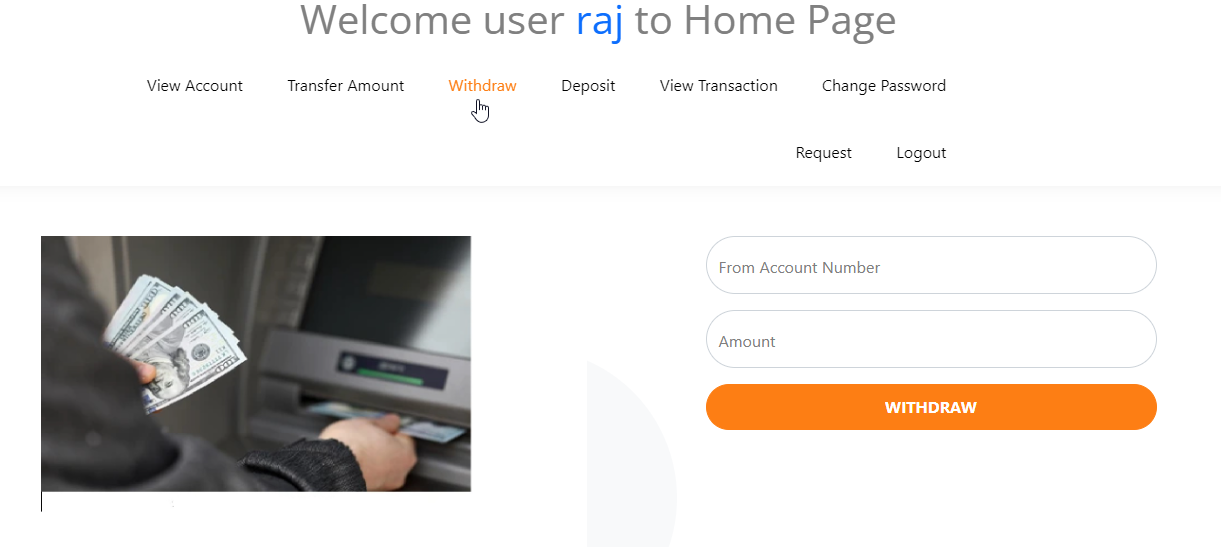 Welcome user raj to Home Page
View Account Transfer Amount Withdraw Deposit View Transaction Change Password
Request Logout
From Account Number
Amount
WITHDRAW